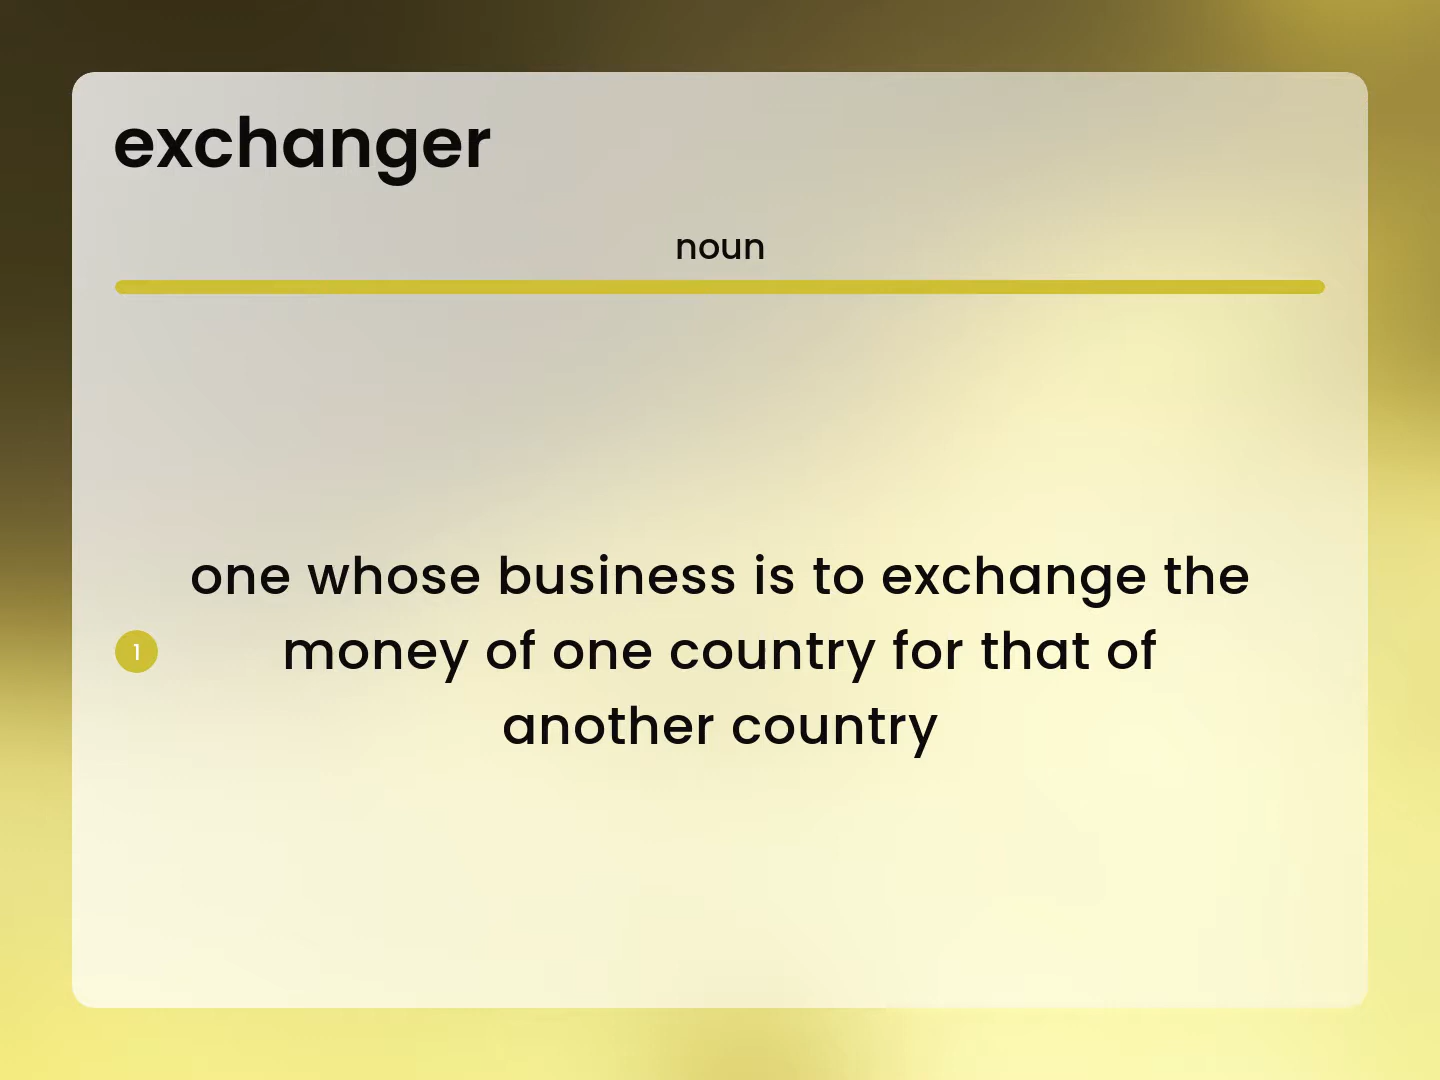 exchanger
noun
one whose business is to exchange the
1
money of one country for that of
another country